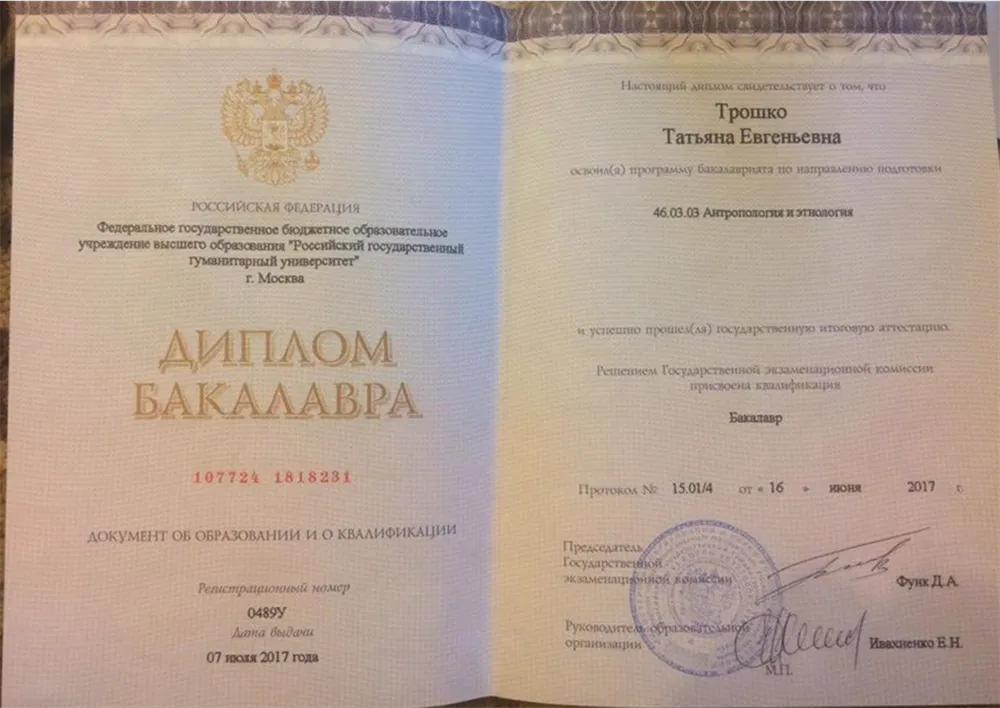 РОССИЙСКАЯ ФЕДЕРАЦИЯ
Федеральное государственное бюджетное образовательное
учреждение высшего образования "Российский государственный
гуманитарный университет"
г. Москва
ДИПЛОМ
БАКАЛАВРА
107724 1818231
ДОКУМЕНТ ОБ ОБРАЗОВАНИИ И О КВАЛИФИКАЦИИ
Регистрационный номер
0489У
Дата выдачи
07 июля 2017 года
Настоящий диплом свидетельствует о том, что
Трошко
Татьяна Евгеньевна
освоил(а) программу бакалавриата по направлению подготовки
46.03.03 Антропология и этнология
и успешно прошел(ла) государственную итоговую аттестацию.
Решением Государственной экзаменационной комиссии
присвоена квалификация
Бакалавр
Протокол № 15.01/4 от « 16 » июня 2017 г.
Председатель
Государственной
экзаменационной комиссии
Функ Д.А.
Руководитель образовательной
организации
Ивахненко Е.Н.
М.П.